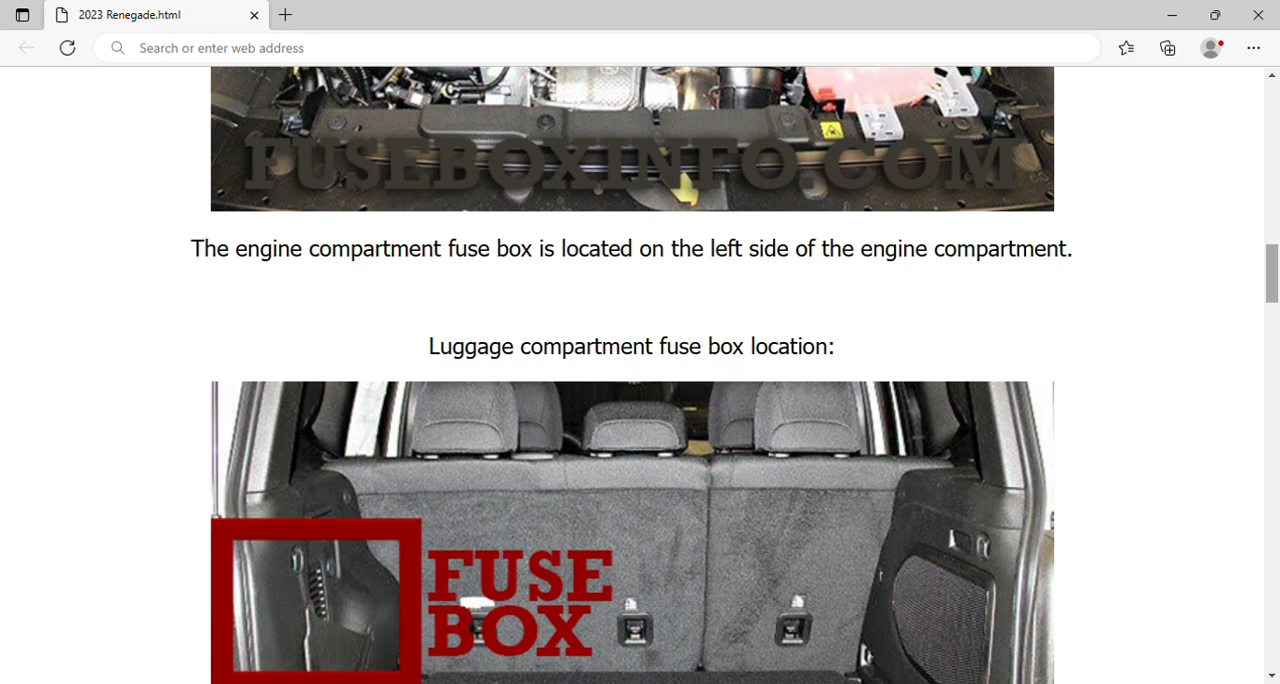 2023 Renegade.html
Search or enter web address
FUSEBOXINFO.COM
The engine compartment fuse box is located on the left side of the engine compartment.
Luggage compartment fuse box location:
FUSE
BOX